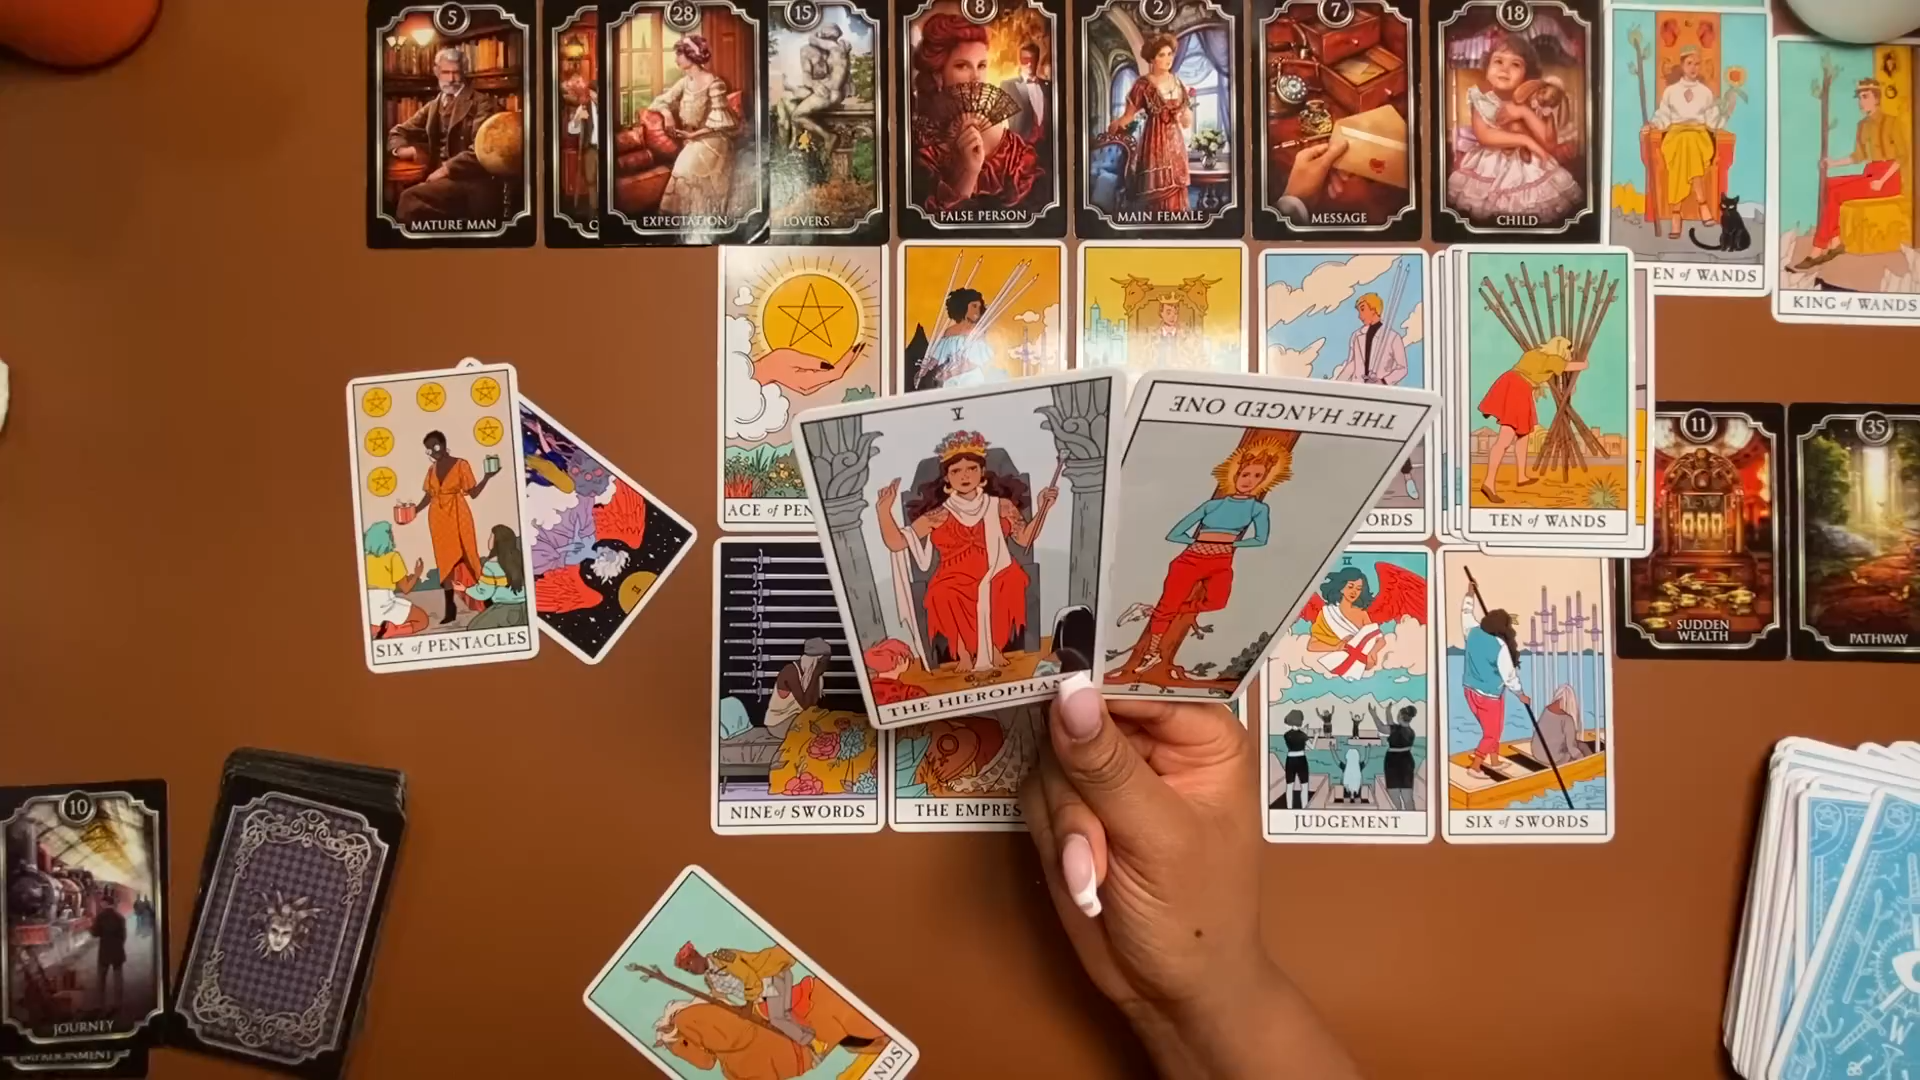 5
28
15
8
2
7
18
MATURE MAN
C
EXPECTATION
LOVERS
FALSE PERSON
MAIN FEMALE
MESSAGE
CHILD
EN of WANDS
KING of WANDS
ACE of PEN
ORDS
TEN of WANDS
V
THE HIEROPHAN
THE HANGED ONE
SIX of PENTACLES
11
SUDDEN
WEALTH
35
PATHWAY
NINE of SWORDS
THE EMPRES
JUDGEMENT
SIX of SWORDS
10
JOURNEY
NDS
W